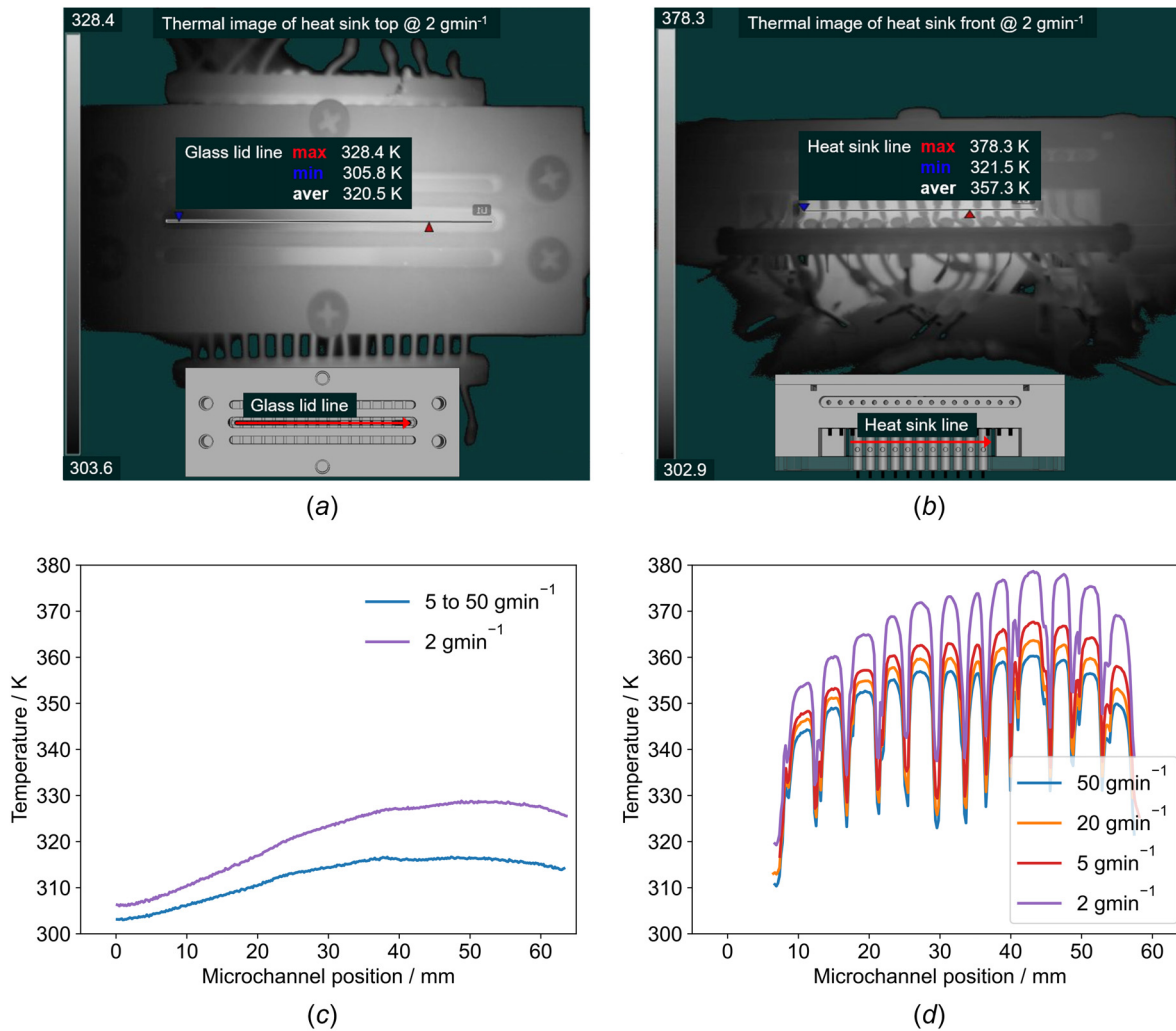 328.4
Thermal image of heat sink top @ 2 gmin⁻¹
Glass lid line max 328.4 K
min 305.8 K
aver 320.5 K
Glass lid line
303.6
(a)
378.3
Thermal image of heat sink front @ 2 gmin⁻¹
Heat sink line max 378.3 K
min 321.5 K
aver 357.3 K
Heat sink line
302.9
(b)
Temperature / K
380
370
360
350
340
330
320
310
300
5 to 50 gmin⁻¹
2 gmin⁻¹
0 10 20 30 40 50 60
Microchannel position / mm
(c)
Temperature / K
380
370
360
350
340
330
320
310
300
50 gmin⁻¹
20 gmin⁻¹
5 gmin⁻¹
2 gmin⁻¹
0 10 20 30 40 50 60
Microchannel position / mm
(d)